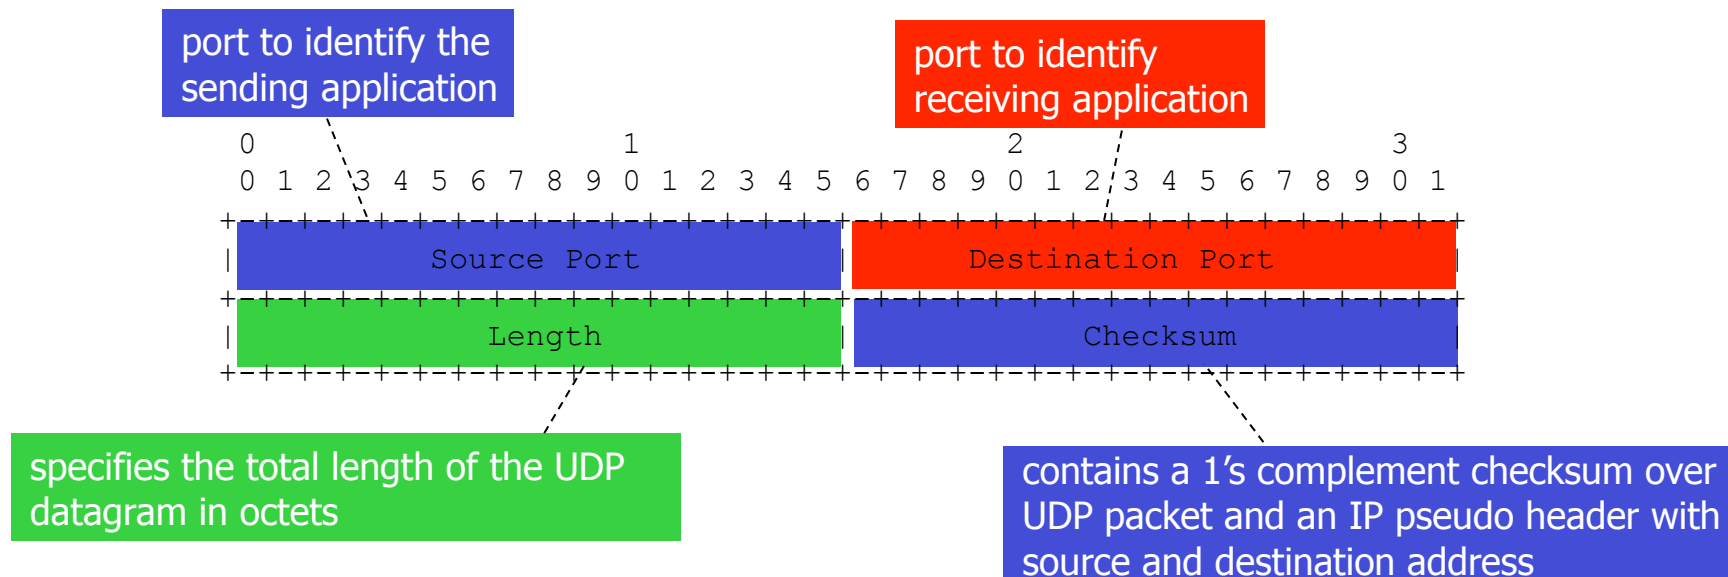 port to identify the
sending application
port to identify
receiving application
0 1 2 3
0 1 2 3 4 5 6 7 8 9 0 1 2 3 4 5 6 7 8 9 0 1 2 3 4 5 6 7 8 9 0 1
Source Port Destination Port
Length Checksum
specifies the total length of the UDP
datagram in octets
contains a 1’s complement checksum over
UDP packet and an IP pseudo header with
source and destination address